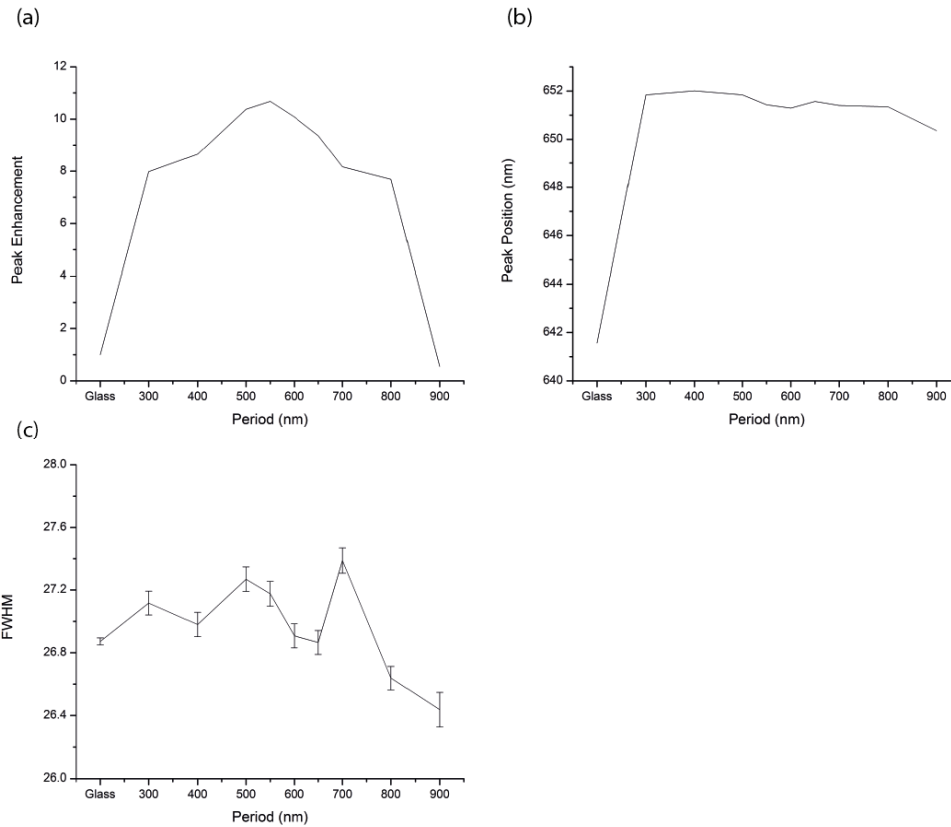 (a)
12
10
8
6
4
2
0
Peak Enhancement
Glass 300 400 500 600 700 800 900
Period (nm)
(b)
652
650
648
646
644
642
640
Peak Position (nm)
Glass 300 400 500 600 700 800 900
Period (nm)
(c)
28.0
27.6
27.2
26.8
26.4
26.0
FWHM
Glass 300 400 500 600 700 800 900
Period (nm)